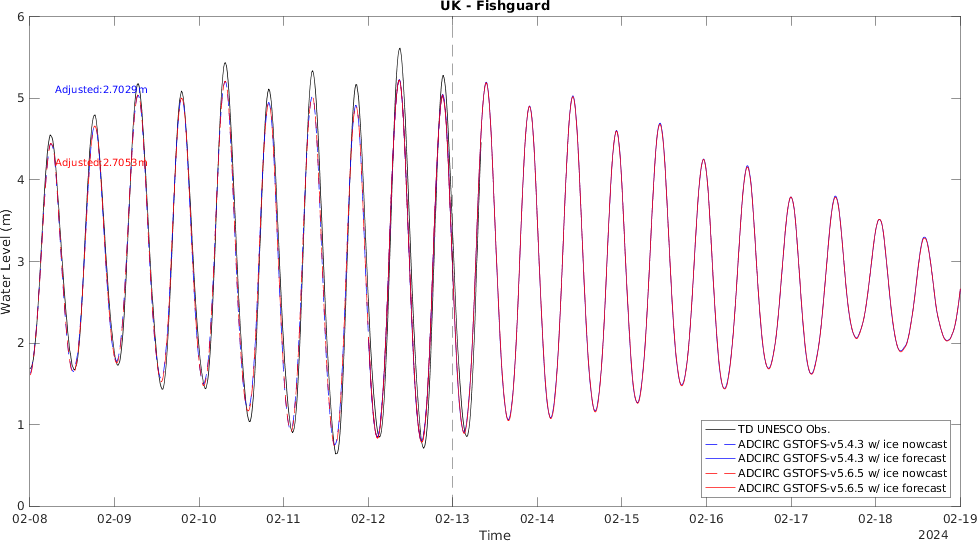 UK - Fishguard
6
5
4
3
2
1
0
Water Level (m)
Adjusted:2.7029m
Adjusted:2.7053m
TD UNESCO Obs.
ADCIRC GSTOFS-v5.4.3 w/ ice nowcast
ADCIRC GSTOFS-v5.4.3 w/ ice forecast
ADCIRC GSTOFS-v5.6.5 w/ ice nowcast
ADCIRC GSTOFS-v5.6.5 w/ ice forecast
02-08 02-09 02-10 02-11 02-12 02-13 02-14 02-15 02-16 02-17 02-18 02-19
Time
2024